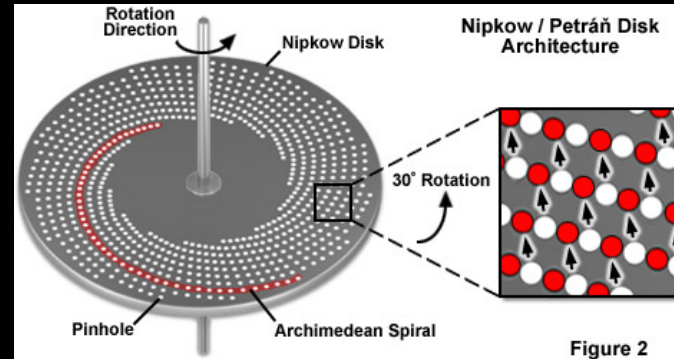 Rotation
Direction
Nipkow Disk
Nipkow / Petráň Disk
Architecture
30° Rotation
Pinhole
Archimedean Spiral
Figure 2